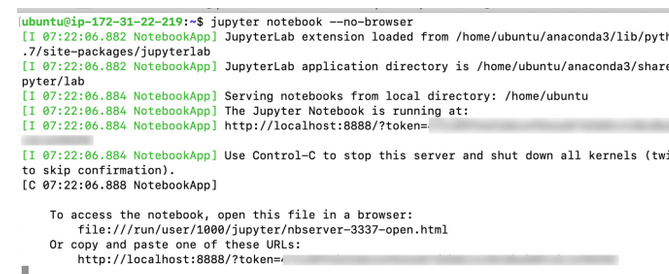 ubuntu@ip-172-31-22-219:~$ jupyter notebook --no-browser
[I 07:22:06.882 NotebookApp] JupyterLab extension loaded from /home/ubuntu/anaconda3/lib/pyth
.7/site-packages/jupyterlab
[I 07:22:06.882 NotebookApp] JupyterLab application directory is /home/ubuntu/anaconda3/share
pyter/lab
[I 07:22:06.884 NotebookApp] Serving notebooks from local directory: /home/ubuntu
[I 07:22:06.884 NotebookApp] The Jupyter Notebook is running at:
[I 07:22:06.884 NotebookApp] http://localhost:8888/?token=
[I 07:22:06.884 NotebookApp] Use Control-C to stop this server and shut down all kernels (twi
to skip confirmation).
[C 07:22:06.888 NotebookApp]
To access the notebook, open this file in a browser:
file:///run/user/1000/jupyter/nbserver-3337-open.html
Or copy and paste one of these URLs:
http://localhost:8888/?token=